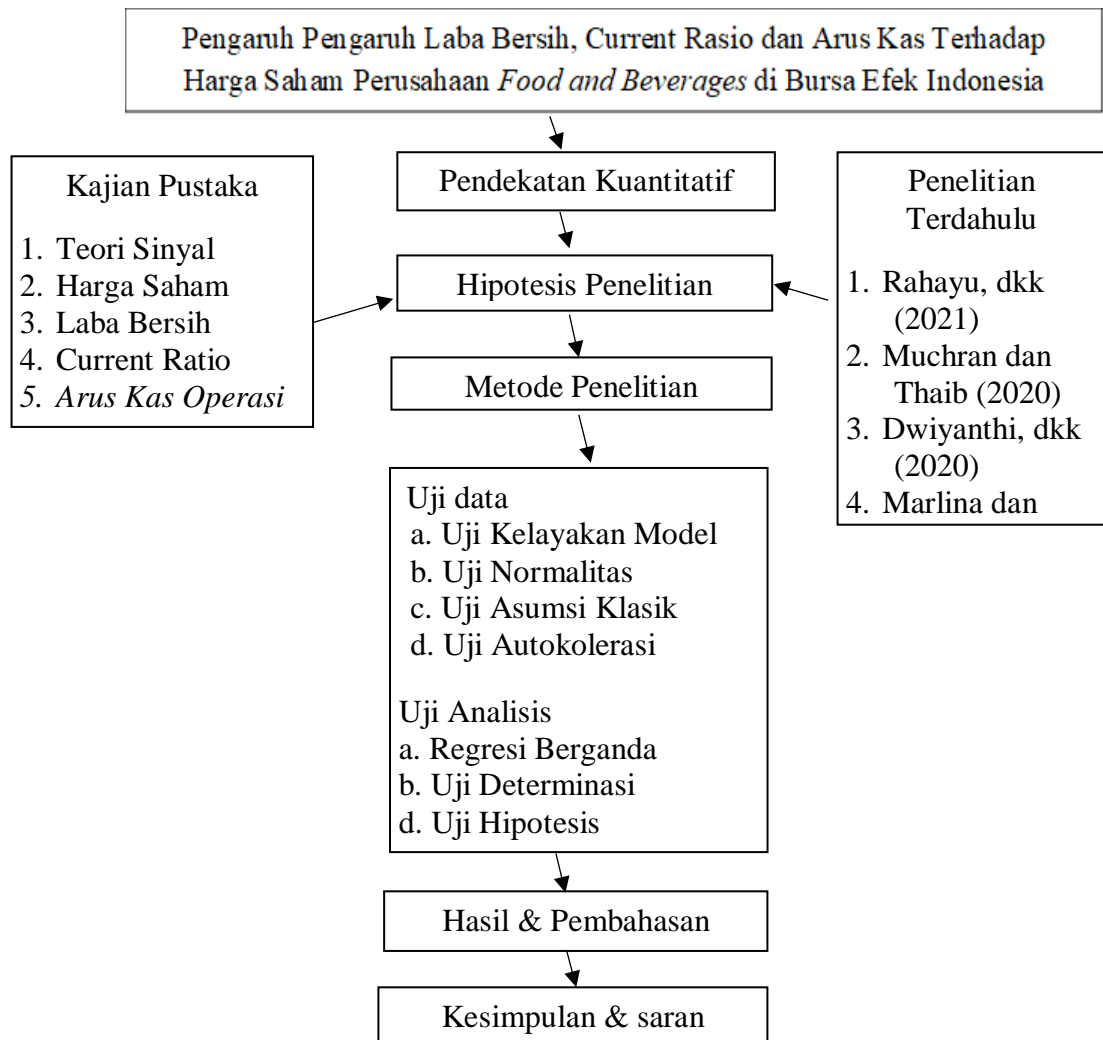 Pengaruh Pengaruh Laba Bersih, Current Rasio dan Arus Kas Terhadap
Harga Saham Perusahaan Food and Beverages di Bursa Efek Indonesia
Pendekatan Kuantitatif
Kajian Pustaka
1. Teori Sinyal
2. Harga Saham
3. Laba Bersih
4. Current Ratio
5. Arus Kas Operasi
Hipotesis Penelitian
Penelitian
Terdahulu
1. Rahayu, dkk
(2021)
2. Muchran dan
Thaib (2020)
3. Dwiyanthi, dkk
(2020)
4. Marlina dan
Metode Penelitian
Uji data
a. Uji Kelayakan Model
b. Uji Normalitas
c. Uji Asumsi Klasik
d. Uji Autokolerasi
Uji Analisis
a. Regresi Berganda
b. Uji Determinasi
d. Uji Hipotesis
Hasil & Pembahasan
Kesimpulan & saran